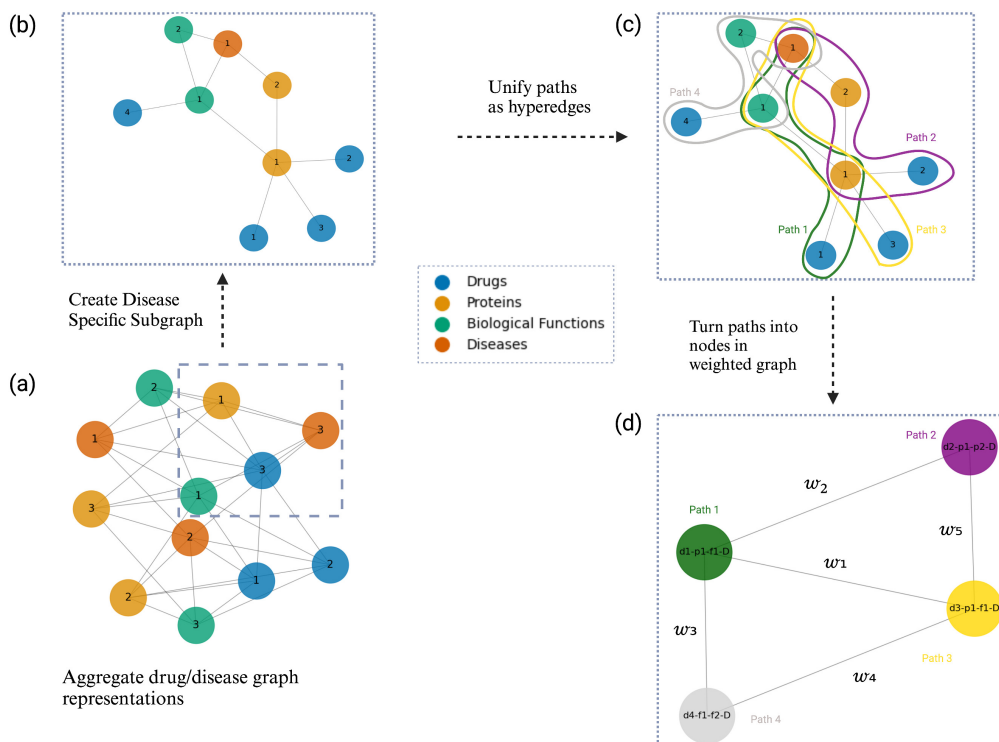 (b)
2
1
2
1
4
1
2
3
1
Unify paths
as hyperedges
(c)
2
1
2
Path 4
1
4
Path 2
1
2
Path 1
Path 3
3
1
Create Disease
Specific Subgraph
Drugs
Proteins
Biological Functions
Diseases
Turn paths into
nodes in
weighted graph
(a)
2
1
1
3
3
1
3
2
2
1
2
3
Aggregate drug/disease graph
representations
(d)
Path 2
d2-p1-p2-D
w2
Path 1
w5
d1-p1-f1-D
w1
d3-p1-f1-D
w3
Path 3
w4
d4-f1-f2-D
Path 4